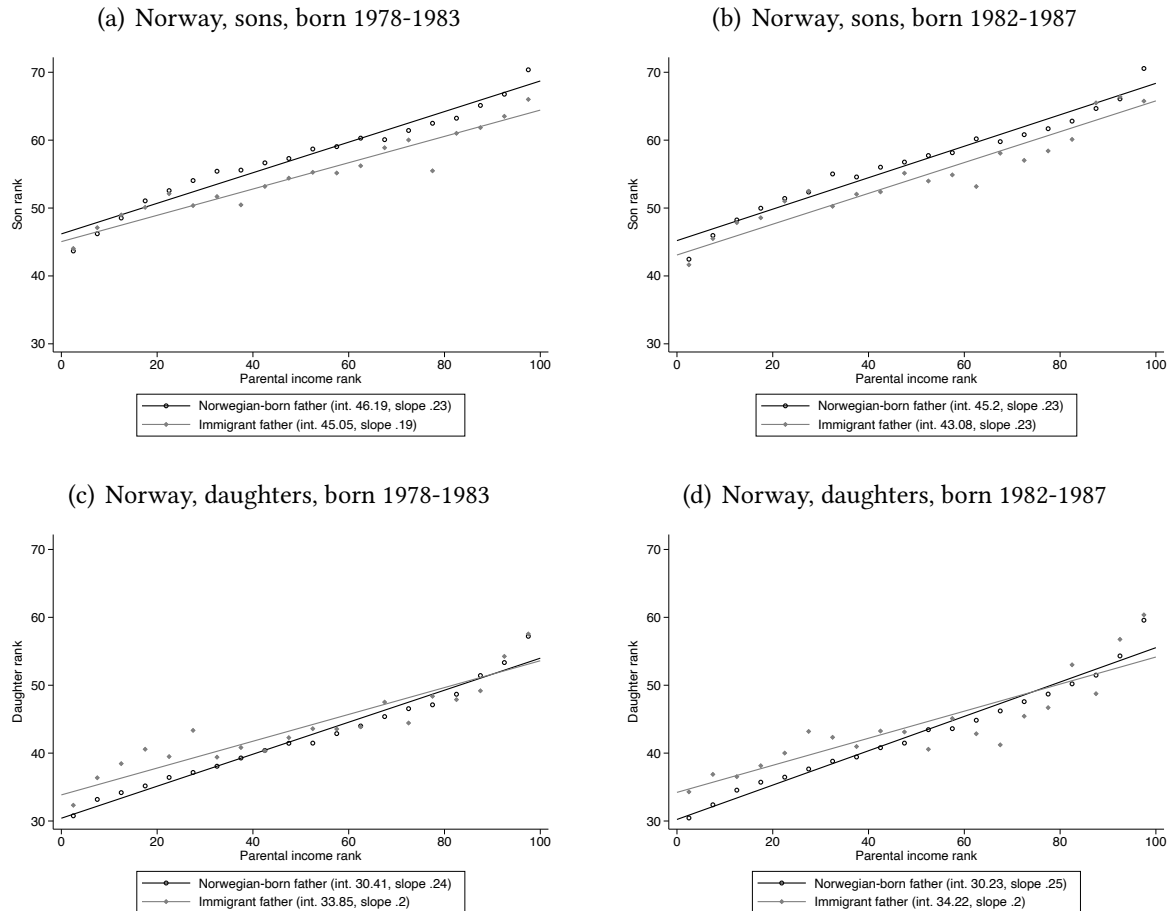 (a) Norway, sons, born 1978-1983
70
60
50
40
30
Son rank
0 20 40 60 80 100
Parental income rank
Norwegian-born father (int. 46.19, slope .23)
Immigrant father (int. 45.05, slope .19)
(b) Norway, sons, born 1982-1987
70
60
50
40
30
Son rank
0 20 40 60 80 100
Parental income rank
Norwegian-born father (int. 45.2, slope .23)
Immigrant father (int. 43.08, slope .23)
(c) Norway, daughters, born 1978-1983
70
60
50
40
30
Daughter rank
0 20 40 60 80 100
Parental income rank
Norwegian-born father (int. 30.41, slope .24)
Immigrant father (int. 33.85, slope .2)
(d) Norway, daughters, born 1982-1987
70
60
50
40
30
Daughter rank
0 20 40 60 80 100
Parental income rank
Norwegian-born father (int. 30.23, slope .25)
Immigrant father (int. 34.22, slope .2)